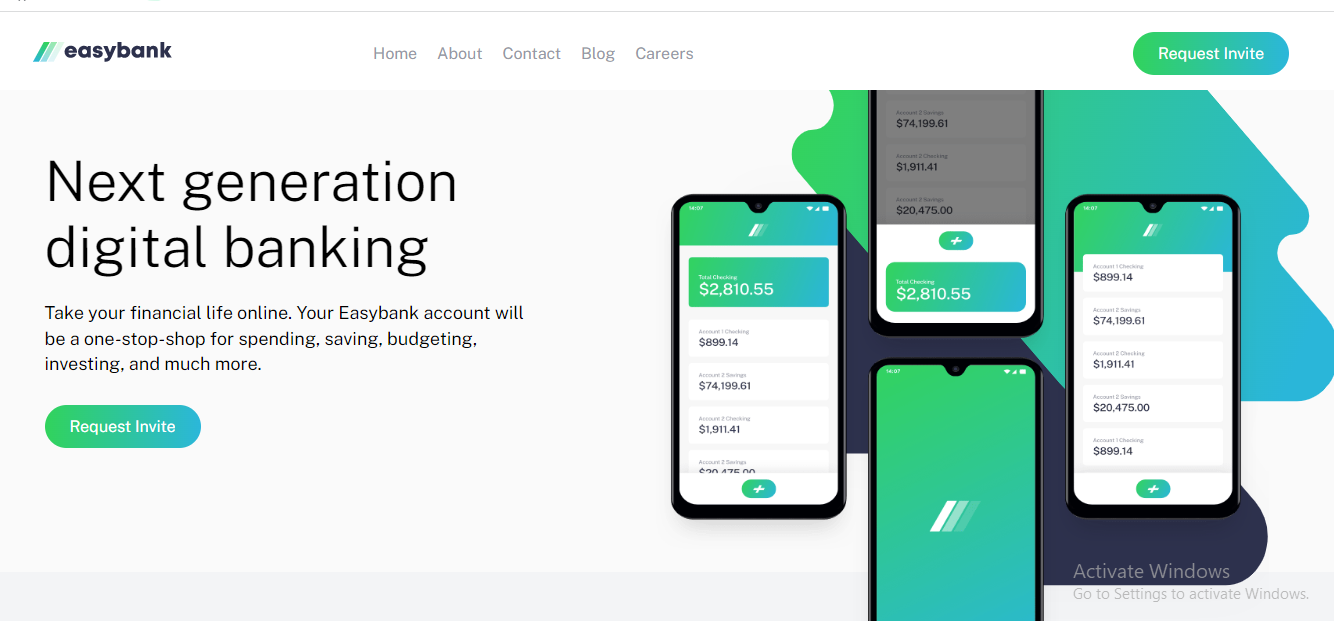 easybank
Home About Contact Blog Careers
Request Invite
Next generation
digital banking
Take your financial life online. Your Easybank account will
be a one-stop-shop for spending, saving, budgeting,
investing, and much more.
Request Invite
14:07
Total Checking
$2,810.55
Account 1 Checking
$899.14
Account 2 Savings
$74,199.61
Account 2 Checking
$1,911.41
Account 2 Savings
$20,475.00
Account 2 Savings
$74,199.61
Account 2 Checking
$1,911.41
Account 2 Savings
$20,475.00
Total Checking
$2,810.55
14:07
14:07
Account 1 Checking
$899.14
Account 2 Savings
$74,199.61
Account 2 Checking
$1,911.41
Account 2 Savings
$20,475.00
Account 1 Checking
$899.14
Activate Windows
Go to Settings to activate Windows.